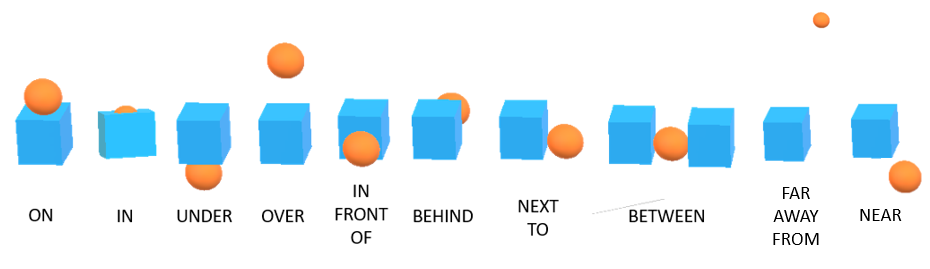 ON
IN
UNDER
OVER
IN
FRONT
OF
BEHIND
NEXT
TO
BETWEEN
FAR
AWAY
FROM
NEAR